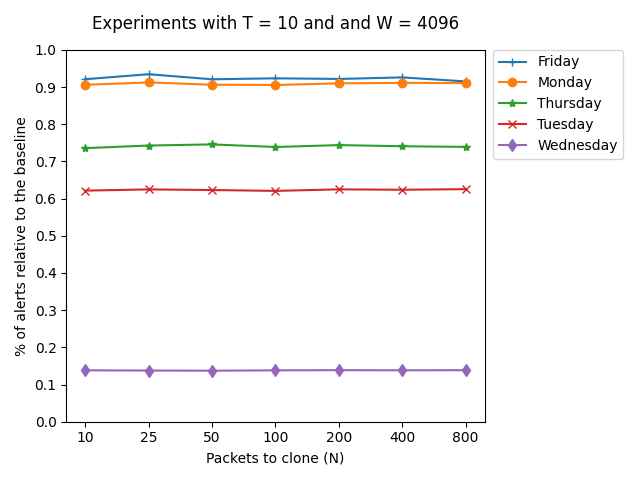 Experiments with T = 10 and and W = 4096
Friday
Monday
Thursday
Tuesday
Wednesday
% of alerts relative to the baseline
1.0
0.9
0.8
0.7
0.6
0.5
0.4
0.3
0.2
0.1
0.0
10 25 50 100 200 400 800
Packets to clone (N)